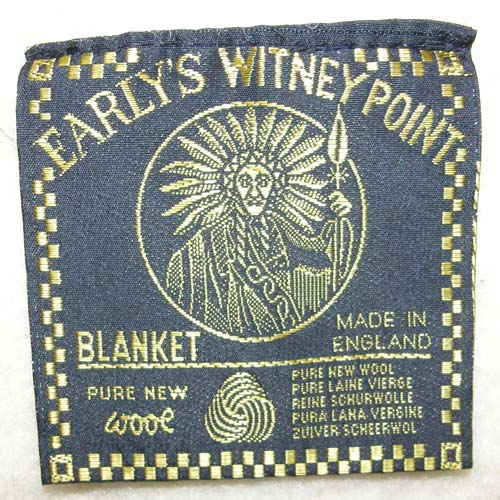 EARLY'S WITNEY POINT
BLANKET
MADE IN
ENGLAND
PURE NEW
wool
PURE NEW WOOL
PURE LAINE VIERGE
REINE SCHURWOLLE
PURA LANA VERGINE
ZUIVER SCHEERWOL